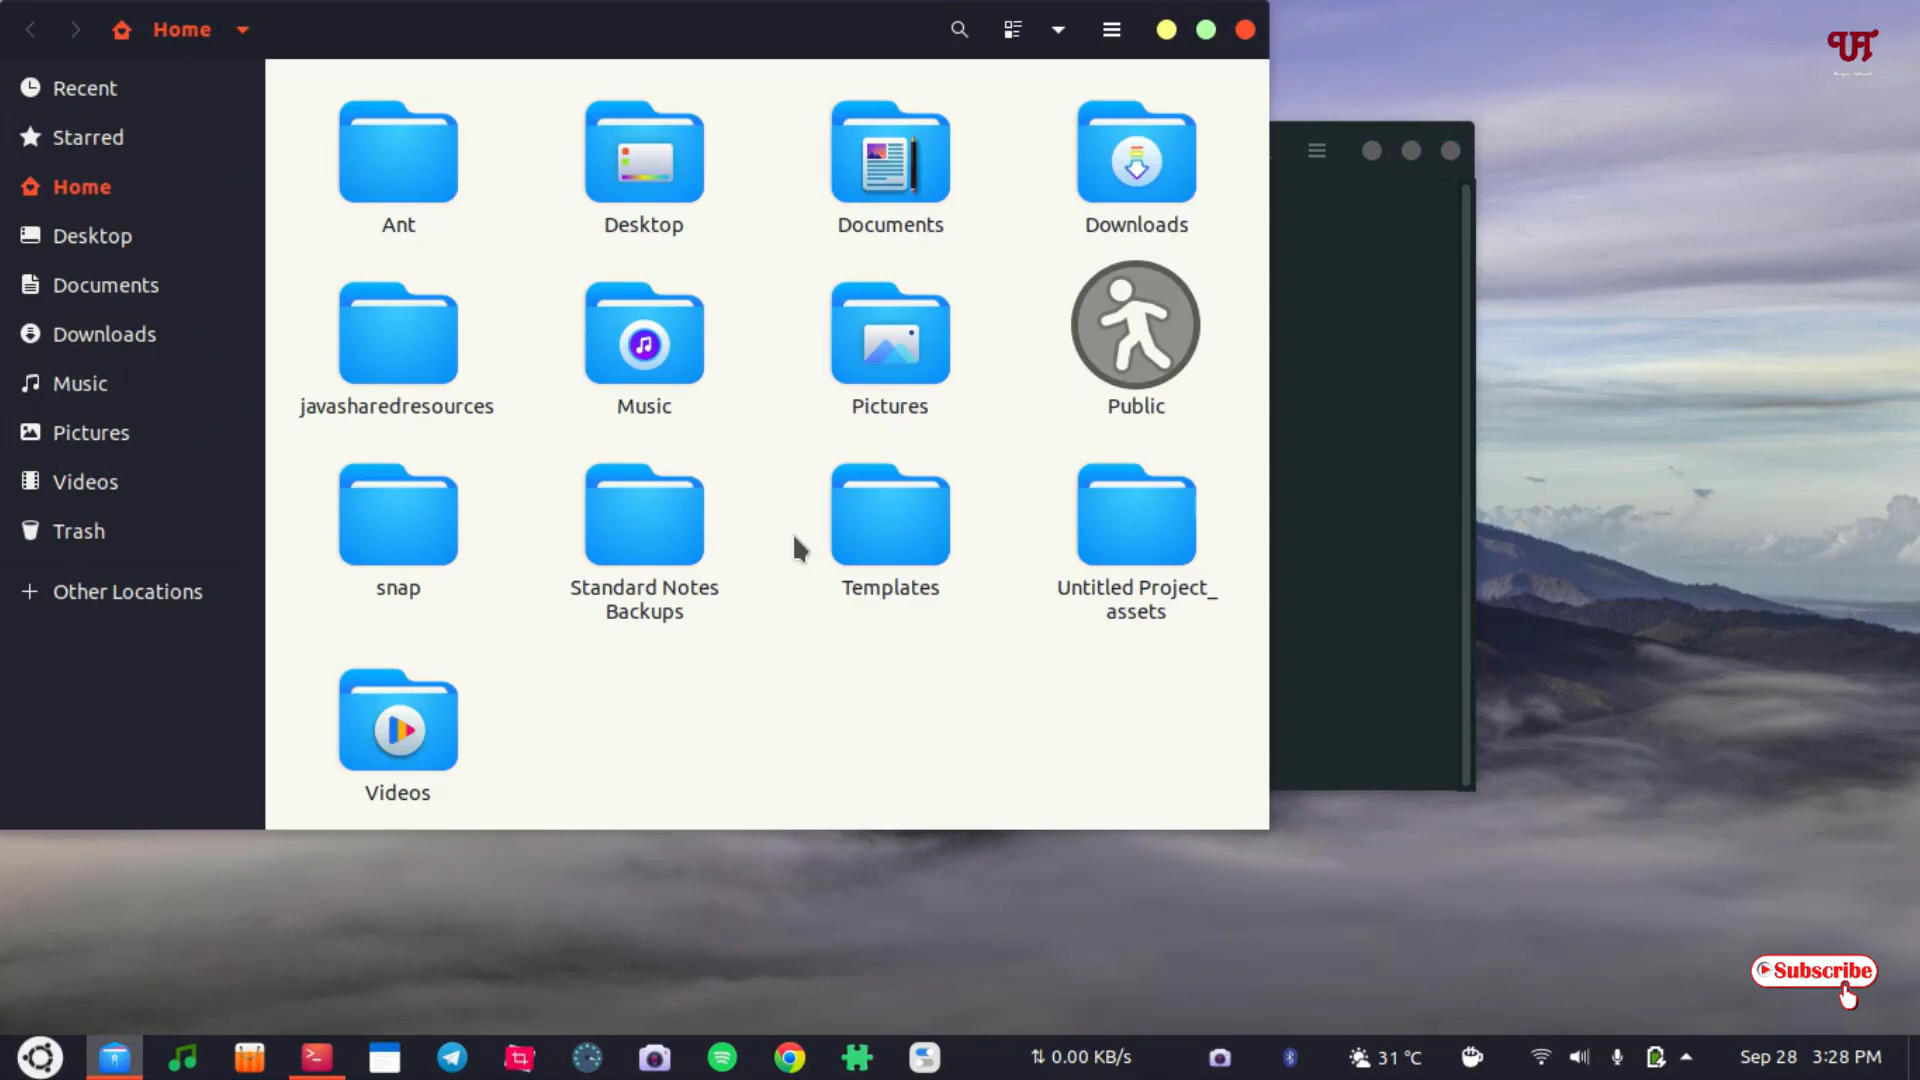 Home
Recent
Starred
Home
Desktop
Documents
Downloads
Music
Pictures
Videos
Trash
Other Locations
Ant
Desktop
Documents
Downloads
javasharedresources
Music
Pictures
Public
snap
Standard Notes
Backups
Templates
Untitled Project_
assets
Videos
Subscribe
0.00 KB/s
31 °C
Sep 28 3:28 PM